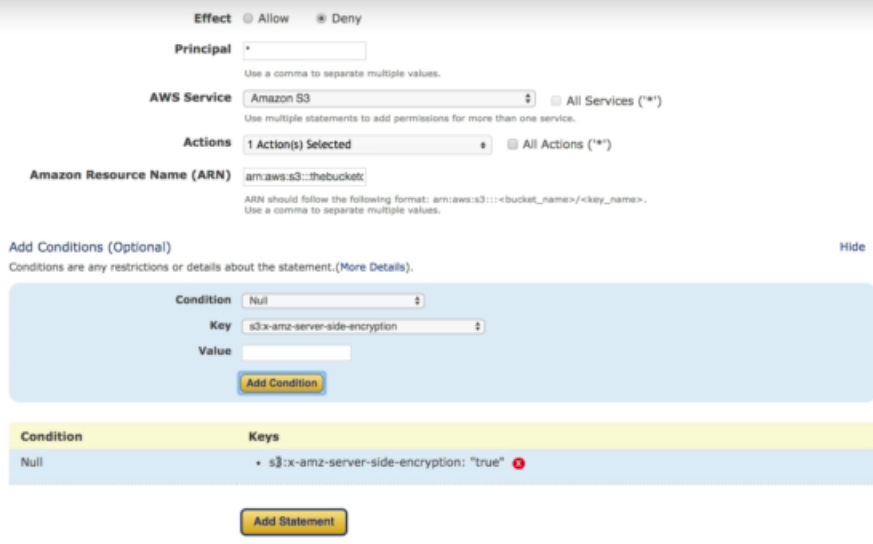 Effect Allow Deny
Principal *
Use a comma to separate multiple values.
AWS Service Amazon S3 All Services ('*')
Use multiple statements to add permissions for more than one service.
Actions 1 Action(s) Selected All Actions ('*')
Amazon Resource Name (ARN) arn:aws:s3:::thebucket
ARN should follow the following format: arn:aws:s3:::<bucket_name>/<key_name>.
Use a comma to separate multiple values.
Add Conditions (Optional) Hide
Conditions are any restrictions or details about the statement.(More Details).
Condition Null
Key s3:x-amz-server-side-encryption
Value
Add Condition
Condition Keys
Null • s3:x-amz-server-side-encryption: "true"
Add Statement